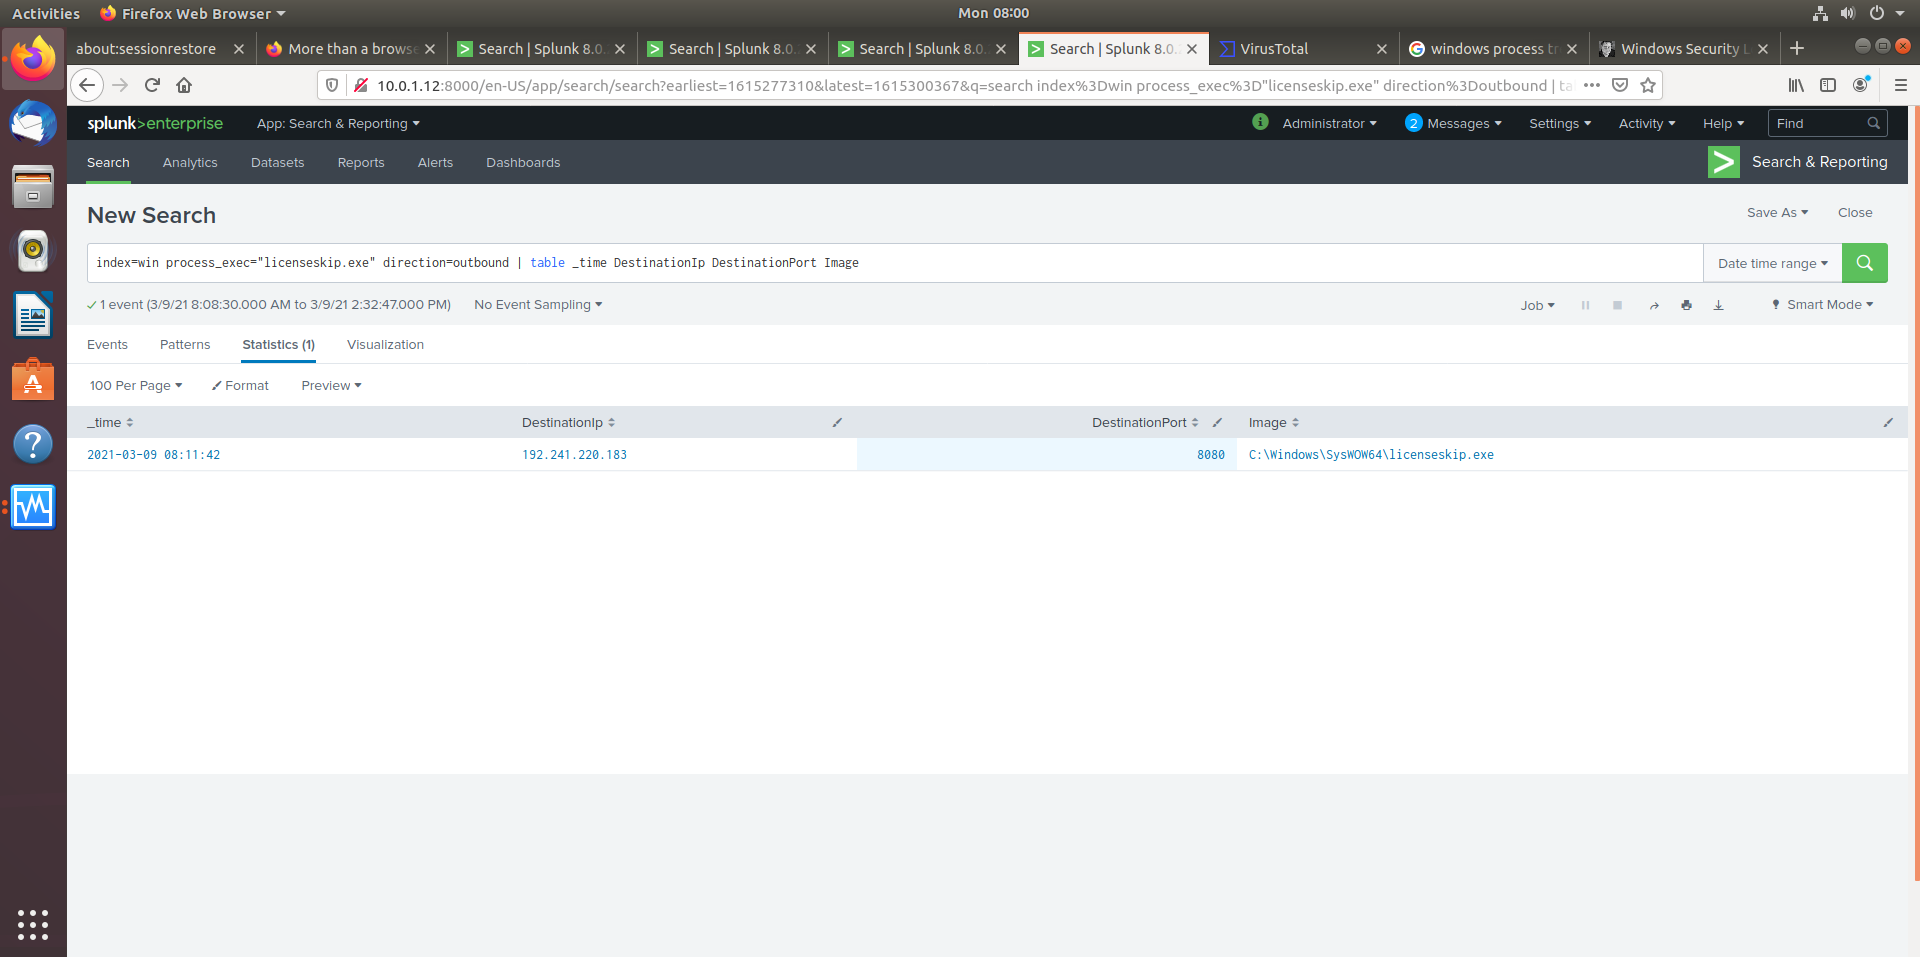 Activities Firefox Web Browser Mon 08:00
about:sessionrestore More than a browse Search | Splunk 8.0. Search | Splunk 8.0. Search | Splunk 8.0. Search | Splunk 8.0. VirusTotal windows process tr Windows Security L
10.0.1.12:8000/en-US/app/search/search?earliest=1615277310&latest=1615300367&q=search index%3Dwin process_exec%3D"licenseskip.exe" direction%3Doutbound | ta
splunk>enterprise App: Search & Reporting i Administrator 2 Messages Settings Activity Help Find
Search Analytics Datasets Reports Alerts Dashboards > Search & Reporting
New Search Save As Close
index=win process_exec="licenseskip.exe" direction=outbound | table _time DestinationIp DestinationPort Image Date time range
1 event (3/9/21 8:08:30.000 AM to 3/9/21 2:32:47.000 PM) No Event Sampling Job Smart Mode
Events Patterns Statistics (1) Visualization
100 Per Page Format Preview
_time DestinationIp DestinationPort Image
2021-03-09 08:11:42 192.241.220.183 8080 C:\Windows\SysWOW64\licenseskip.exe